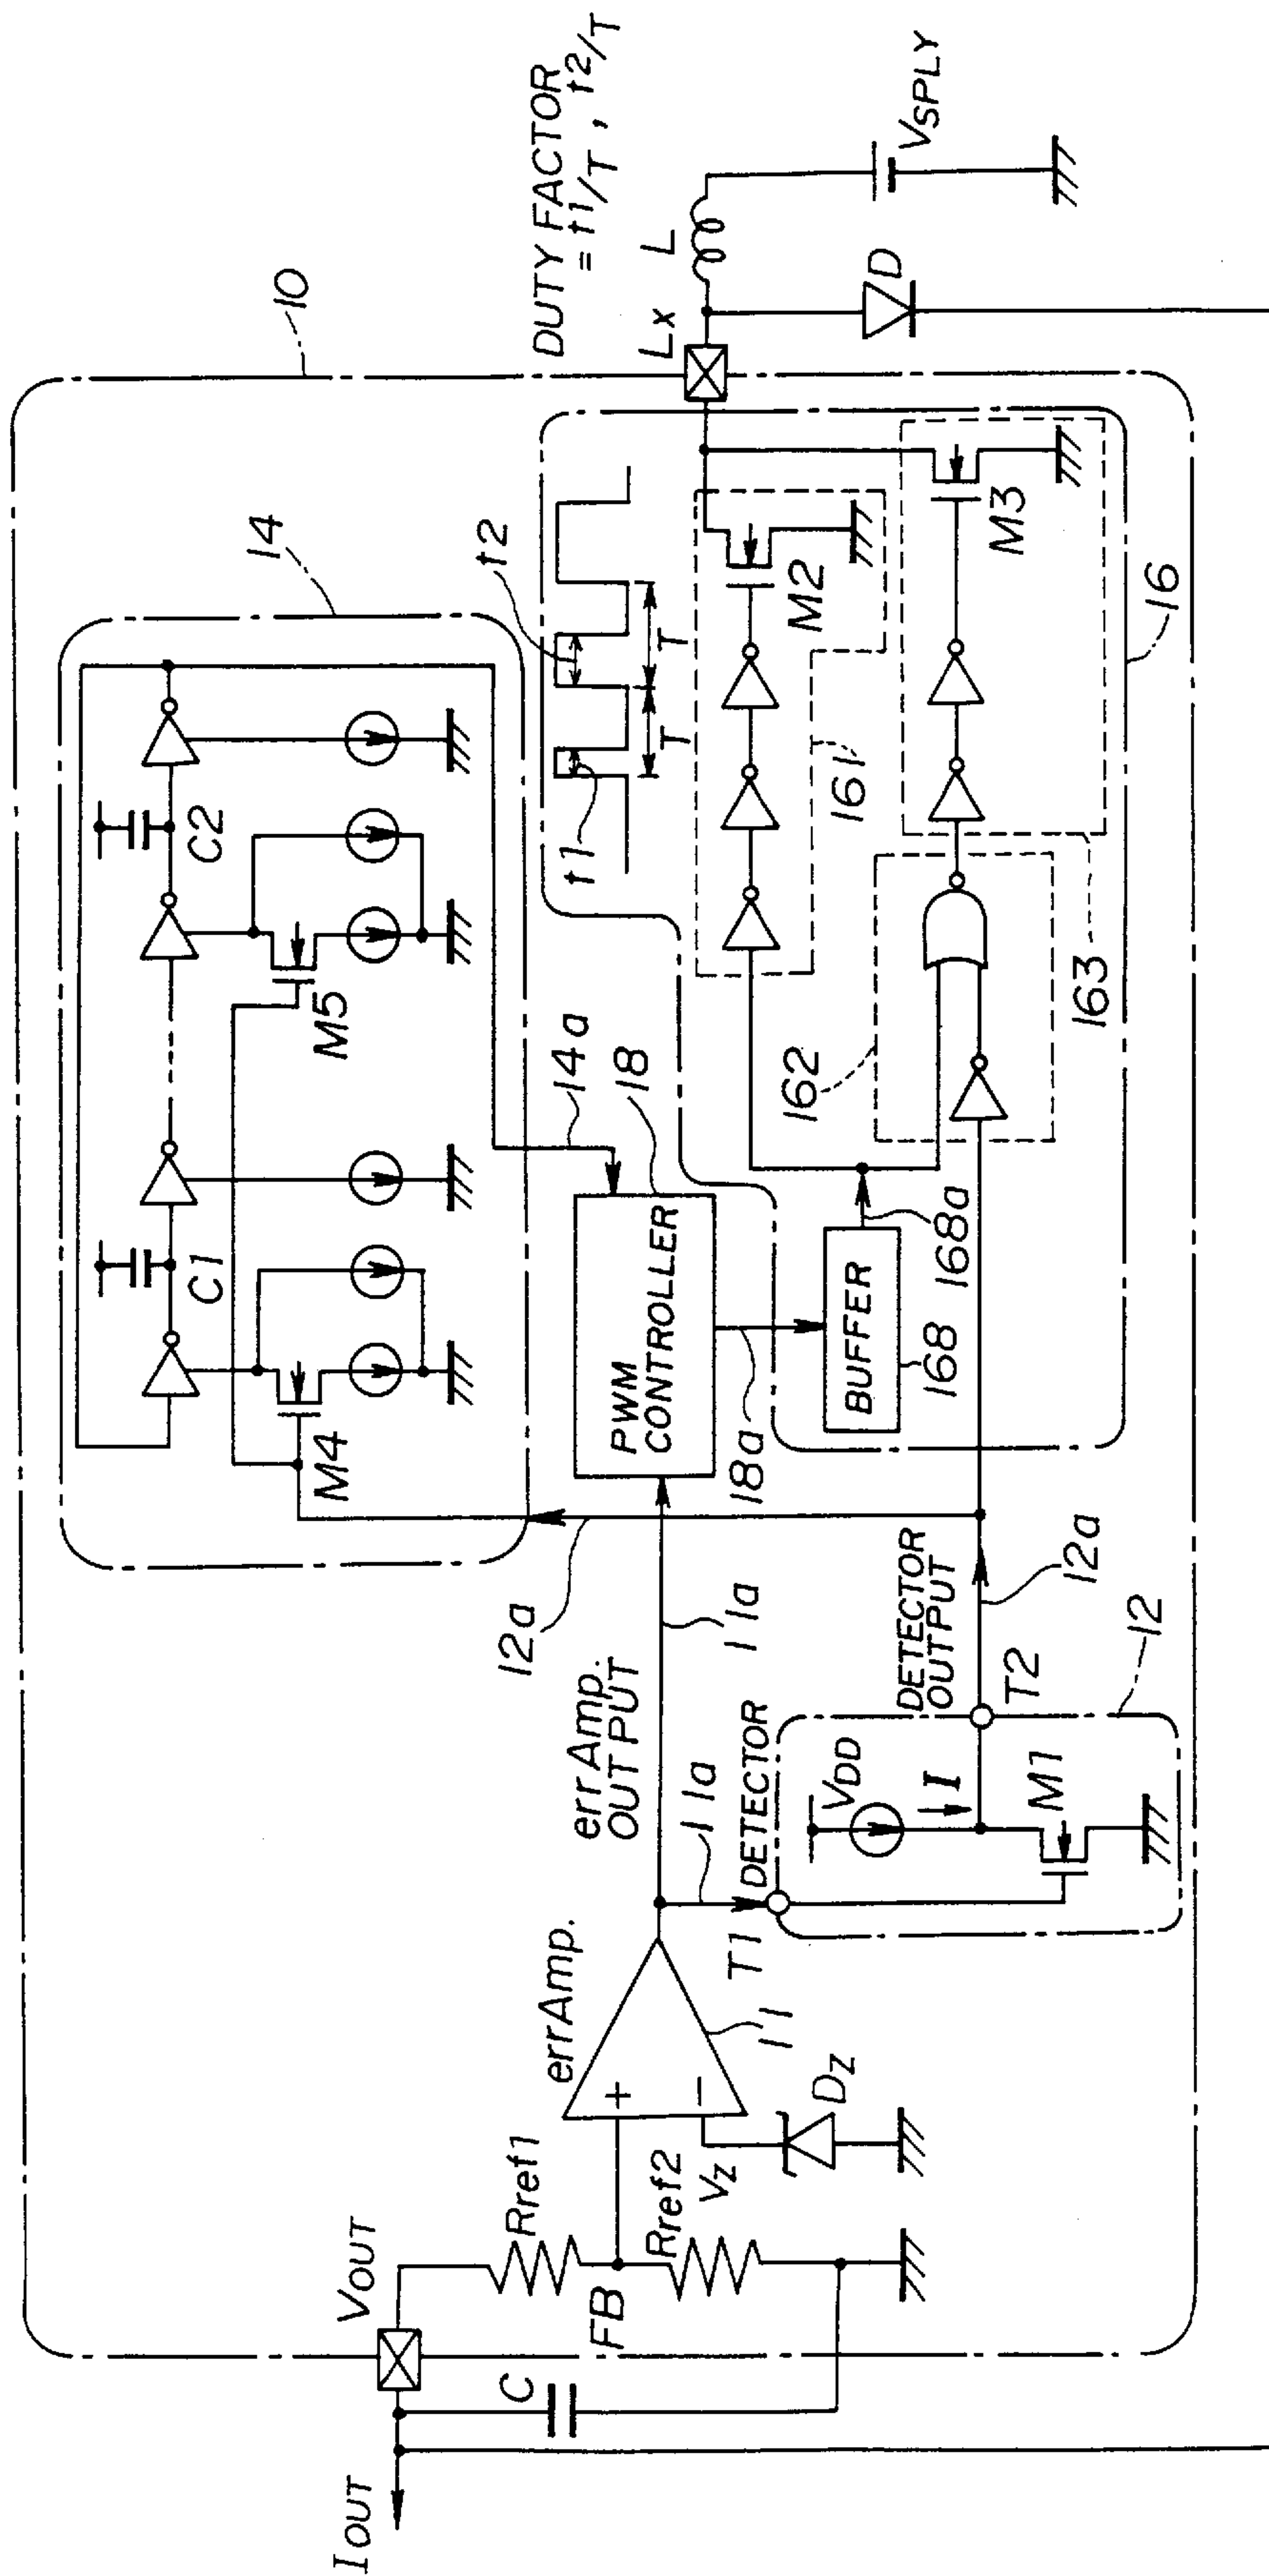 10
14
C1
C2
M4
M5
DUTY FACTOR
= t1/T, t2/T
Lx
L
VSPLY
D
t1
t2
T
T
161
M2
M3
162
163
16
14a
18
PWM
CONTROLLER
18a
BUFFER
168
168a
12a
errAmp.
OUTPUT
11a
11a
DETECTOR
T1
VDD
I
M1
T2
DETECTOR
OUTPUT
12a
12
errAmp.
+
−
11
VZ
DZ
VOUT
Rref1
Rref2
FB
C
IOUT